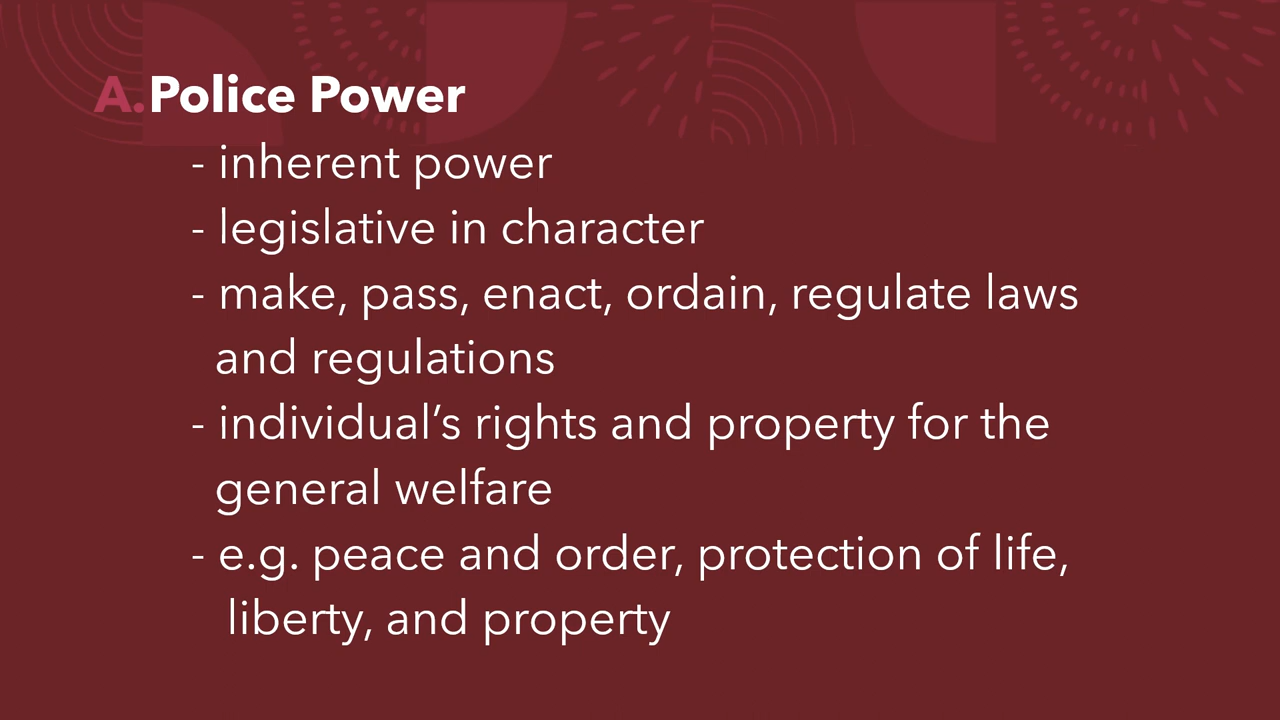 A. Police Power
- inherent power
- legislative in character
- make, pass, enact, ordain, regulate laws
and regulations
- individual’s rights and property for the
general welfare
- e.g. peace and order, protection of life,
liberty, and property